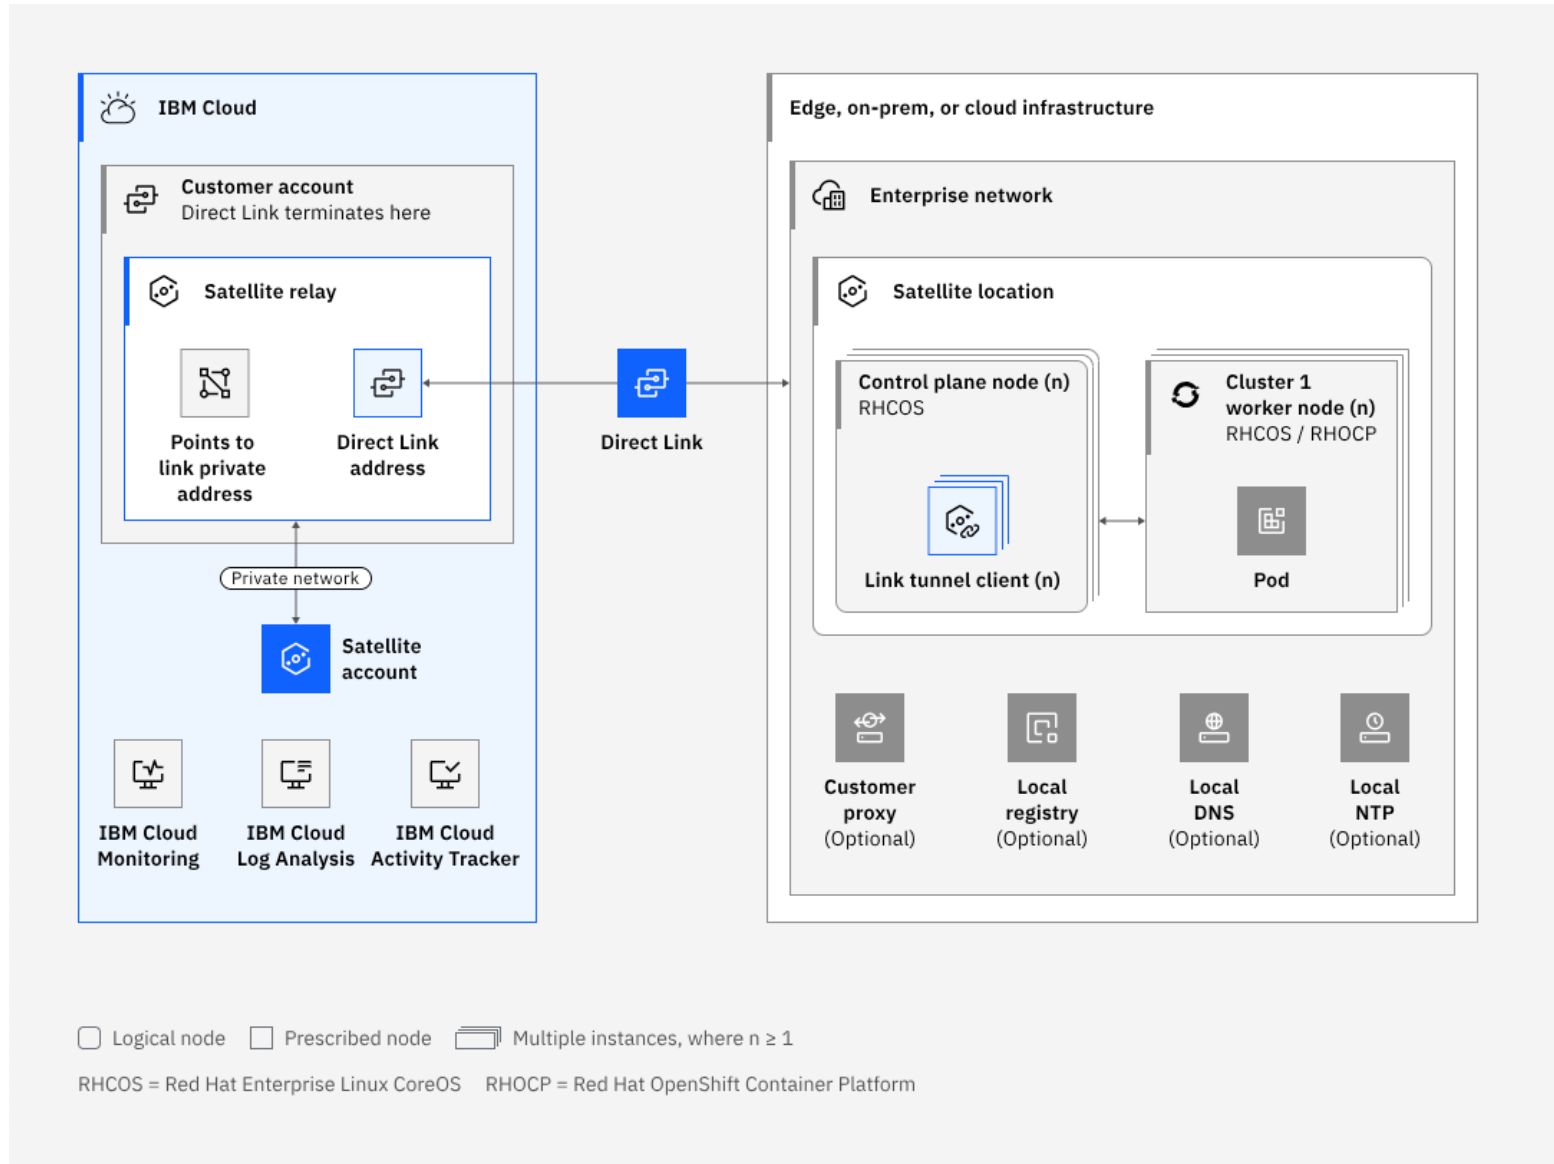 IBM Cloud
Customer account
Direct Link terminates here
Satellite relay
Points to
link private
address
Direct Link
address
Private network
Satellite
account
IBM Cloud
Monitoring
IBM Cloud
Log Analysis
IBM Cloud
Activity Tracker
Direct Link
Edge, on-prem, or cloud infrastructure
Enterprise network
Satellite location
Control plane node (n)
RHCOS
Link tunnel client (n)
Cluster 1
worker node (n)
RHCOS / RHOCP
Pod
Customer
proxy
(Optional)
Local
registry
(Optional)
Local
DNS
(Optional)
Local
NTP
(Optional)
Logical node
Prescribed node
Multiple instances, where n ≥ 1
RHCOS = Red Hat Enterprise Linux CoreOS
RHOCP = Red Hat OpenShift Container Platform